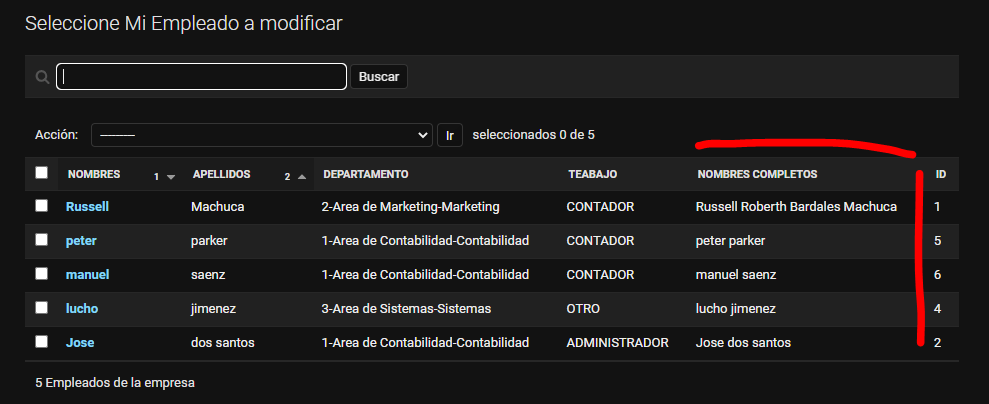 Seleccione Mi Empleado a modificar
Buscar
Acción: ---------- Ir seleccionados 0 de 5
NOMBRES 1 APELLIDOS 2 DEPARTAMENTO TEABAJO NOMBRES COMPLETOS ID
Russell Machuca 2-Area de Marketing-Marketing CONTADOR Russell Roberth Bardales Machuca 1
peter parker 1-Area de Contabilidad-Contabilidad CONTADOR peter parker 5
manuel saenz 1-Area de Contabilidad-Contabilidad CONTADOR manuel saenz 6
lucho jimenez 3-Area de Sistemas-Sistemas OTRO lucho jimenez 4
Jose dos santos 1-Area de Contabilidad-Contabilidad ADMINISTRADOR Jose dos santos 2
5 Empleados de la empresa